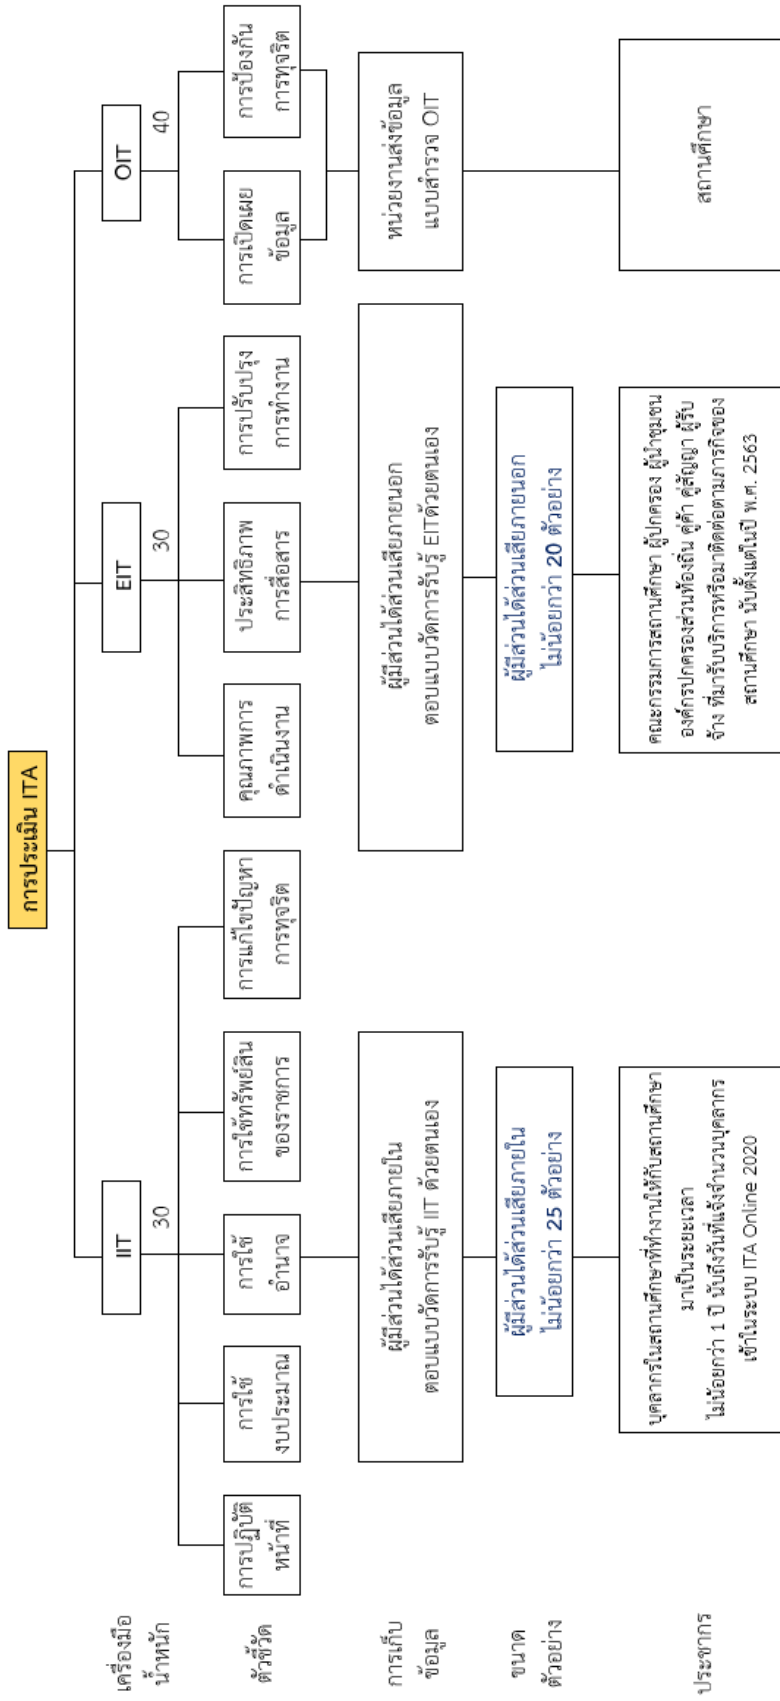 การประเมิน ITA
เครื่องมือ
น้ำหนัก
IIT
30
EIT
30
OIT
40
ตัวชี้วัด
การปฏิบัติ
หน้าที่
การใช้
งบประมาณ
การใช้
อำนาจ
การใช้ทรัพย์สิน
ของราชการ
การแก้ไขปัญหา
การทุจริต
คุณภาพการ
ดำเนินงาน
ประสิทธิภาพ
การสื่อสาร
การปรับปรุง
การทำงาน
การเปิดเผย
ข้อมูล
การป้องกัน
การทุจริต
การเก็บ
ข้อมูล
ผู้มีส่วนได้ส่วนเสียภายใน
ตอบแบบวัดการรับรู้ IIT ด้วยตนเอง
ผู้มีส่วนได้ส่วนเสียภายนอก
ตอบแบบวัดการรับรู้ EITด้วยตนเอง
หน่วยงานส่งข้อมูล
แบบสำรวจ OIT
ขนาด
ตัวอย่าง
ผู้มีส่วนได้ส่วนเสียภายใน
ไม่น้อยกว่า 25 ตัวอย่าง
ผู้มีส่วนได้ส่วนเสียภายนอก
ไม่น้อยกว่า 20 ตัวอย่าง
ประชากร
บุคลากรในสถานศึกษาที่ทำงานให้กับสถานศึกษา
มาเป็นระยะเวลา
ไม่น้อยกว่า 1 ปี นับถึงวันที่แจ้งจำนวนบุคลากร
เข้าในระบบ ITA Online 2020
คณะกรรมการสถานศึกษา ผู้ปกครอง ผู้นำชุมชน
องค์กรปกครองส่วนท้องถิ่น คู่ค้า คู่สัญญา ผู้รับ
จ้าง ที่มารับบริการหรือมาติดต่อตามภารกิจของ
สถานศึกษา นับตั้งแต่ในปี พ.ศ. 2563
สถานศึกษา